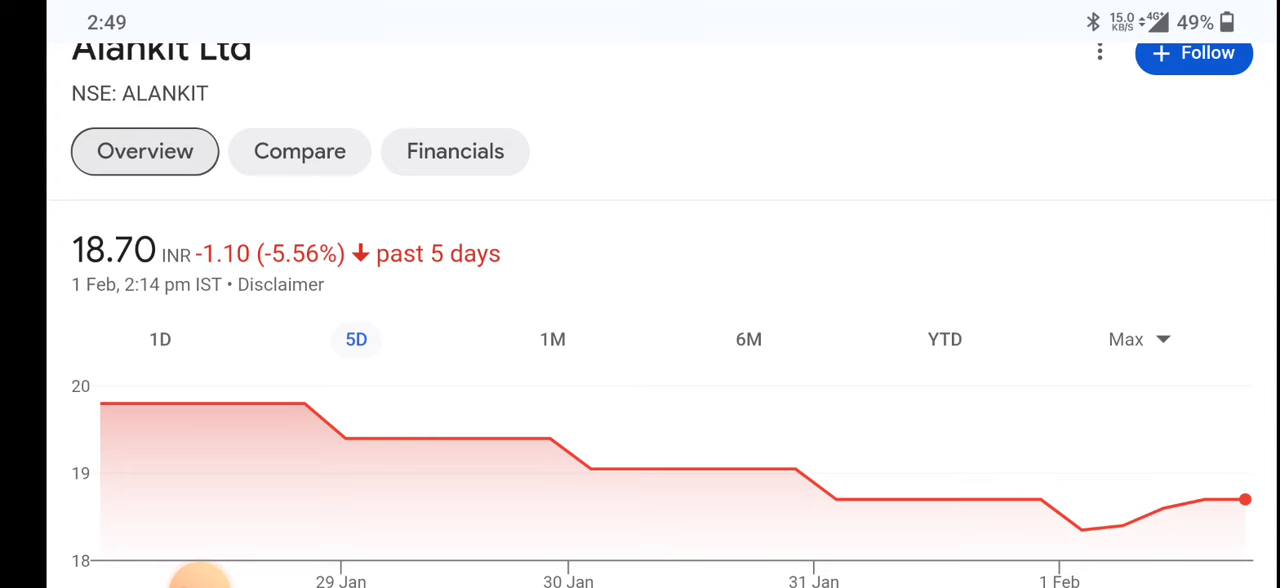 2:49 15.0 KB/S 4G+ 49%
Alankit Ltd
+ Follow
NSE: ALANKIT
Overview Compare Financials
18.70 INR -1.10 (-5.56%) ↓ past 5 days
1 Feb, 2:14 pm IST • Disclaimer
1D 5D 1M 6M YTD Max
20
19
18
29 Jan 30 Jan 31 Jan 1 Feb